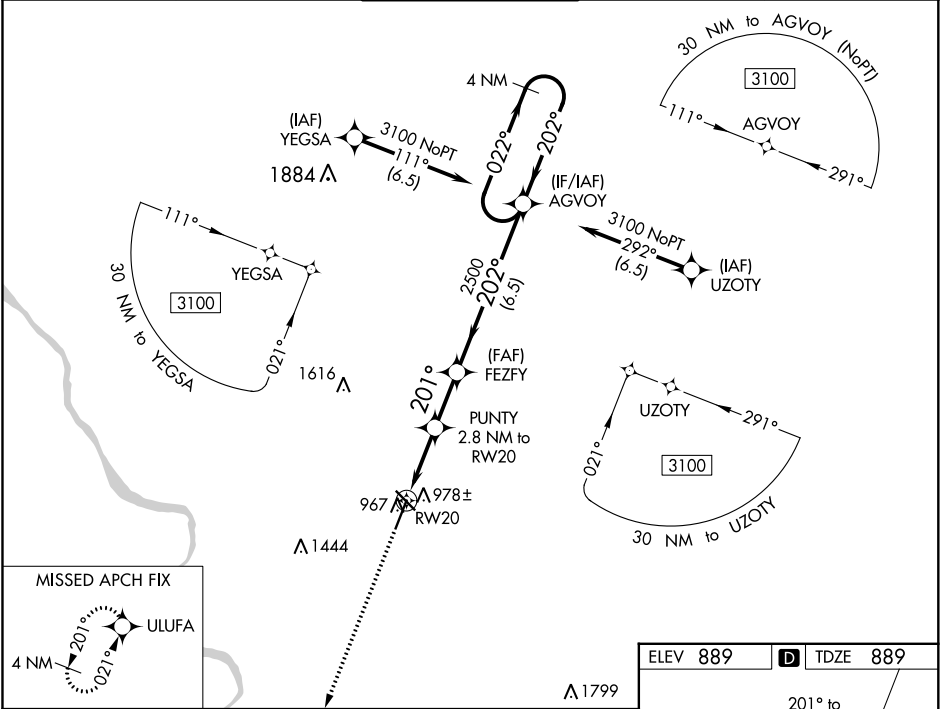 30 NM to AGVOY (NoPT)
3100
111°
AGVOY
291°
4 NM
022°
202°
(IAF)
YEGSA
3100 NoPT
111°
(6.5)
1884
(IF/IAF)
AGVOY
3100 NoPT
292°
(6.5)
(IAF)
UZOTY
111°
YEGSA
3100
30 NM to YEGSA
021°
2500
202°
(6.5)
(FAF)
FEZFY
1616
201°
PUNTY
2.8 NM to
RW20
UZOTY
291°
021°
3100
30 NM to UZOTY
967
978±
RW20
1444
MISSED APCH FIX
ULUFA
201°
021°
4 NM
1799
ELEV 889
D
TDZE 889
201° to